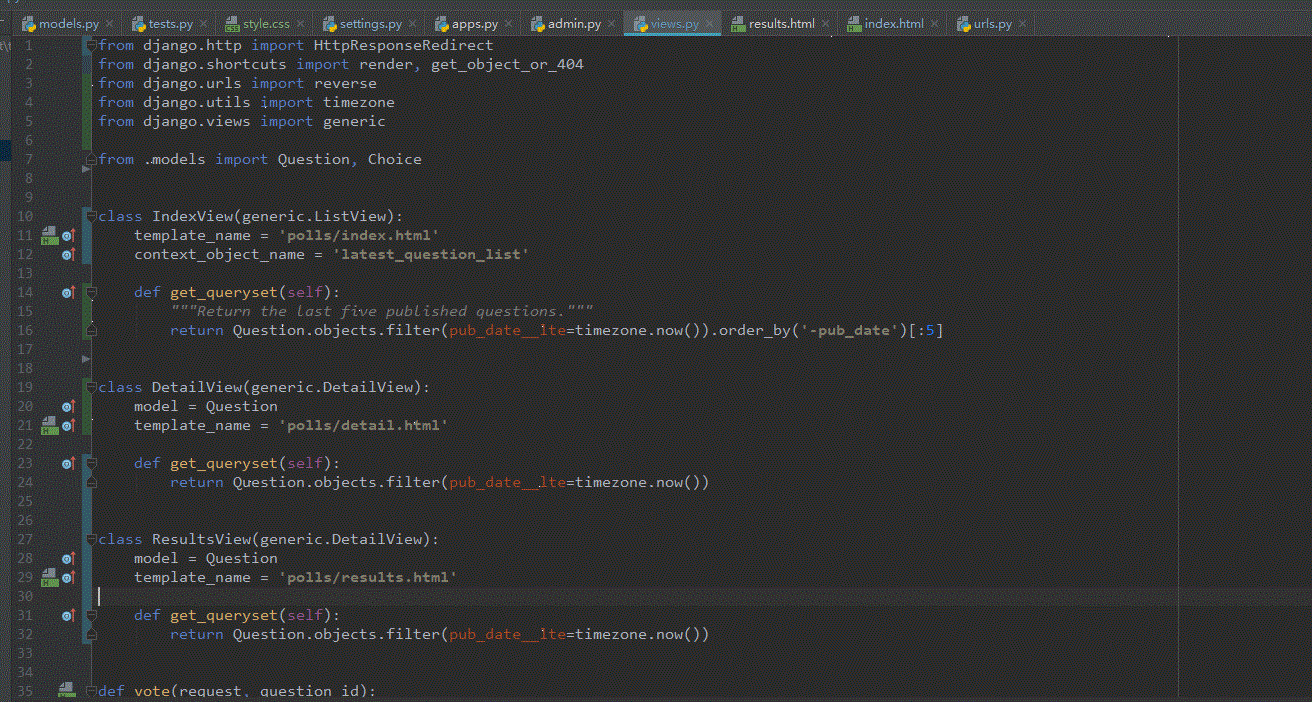 models.py tests.py style.css settings.py apps.py admin.py views.py results.html index.html urls.py
1 from django.http import HttpResponseRedirect
2 from django.shortcuts import render, get_object_or_404
3 from django.urls import reverse
4 from django.utils import timezone
5 from django.views import generic
6
7 from .models import Question, Choice
8
9
10 class IndexView(generic.ListView):
11     template_name = 'polls/index.html'
12     context_object_name = 'latest_question_list'
13
14     def get_queryset(self):
15         """Return the last five published questions."""
16         return Question.objects.filter(pub_date__lte=timezone.now()).order_by('-pub_date')[:5]
17
18
19 class DetailView(generic.DetailView):
20     model = Question
21     template_name = 'polls/detail.html'
22
23     def get_queryset(self):
24         return Question.objects.filter(pub_date__lte=timezone.now())
25
26
27 class ResultsView(generic.DetailView):
28     model = Question
29     template_name = 'polls/results.html'
30
31     def get_queryset(self):
32         return Question.objects.filter(pub_date__lte=timezone.now())
33
34
35 def vote(request, question_id):